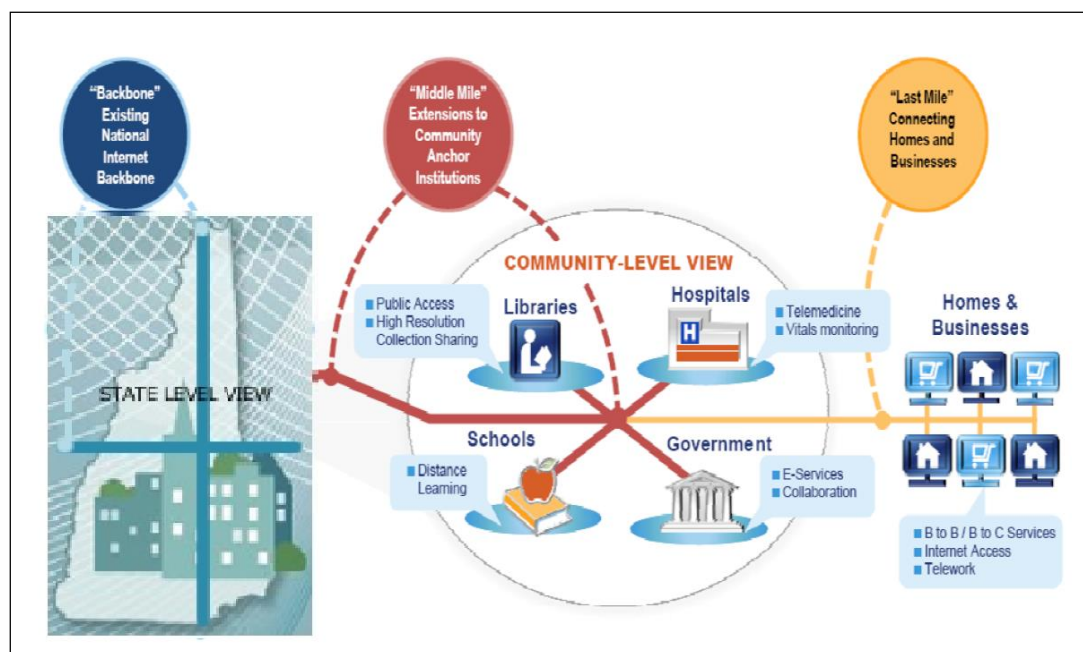 “Backbone”
Existing
National
Internet
Backbone
“Middle Mile”
Extensions to
Community
Anchor
Institutions
“Last Mile”
Connecting
Homes and
Businesses
STATE LEVEL VIEW
COMMUNITY-LEVEL VIEW
Public Access
High Resolution
Collection Sharing
Libraries
Hospitals
H
Telemedicine
Vitals monitoring
Schools
Distance
Learning
Government
E-Services
Collaboration
Homes &
Businesses
B to B / B to C Services
Internet Access
Telework